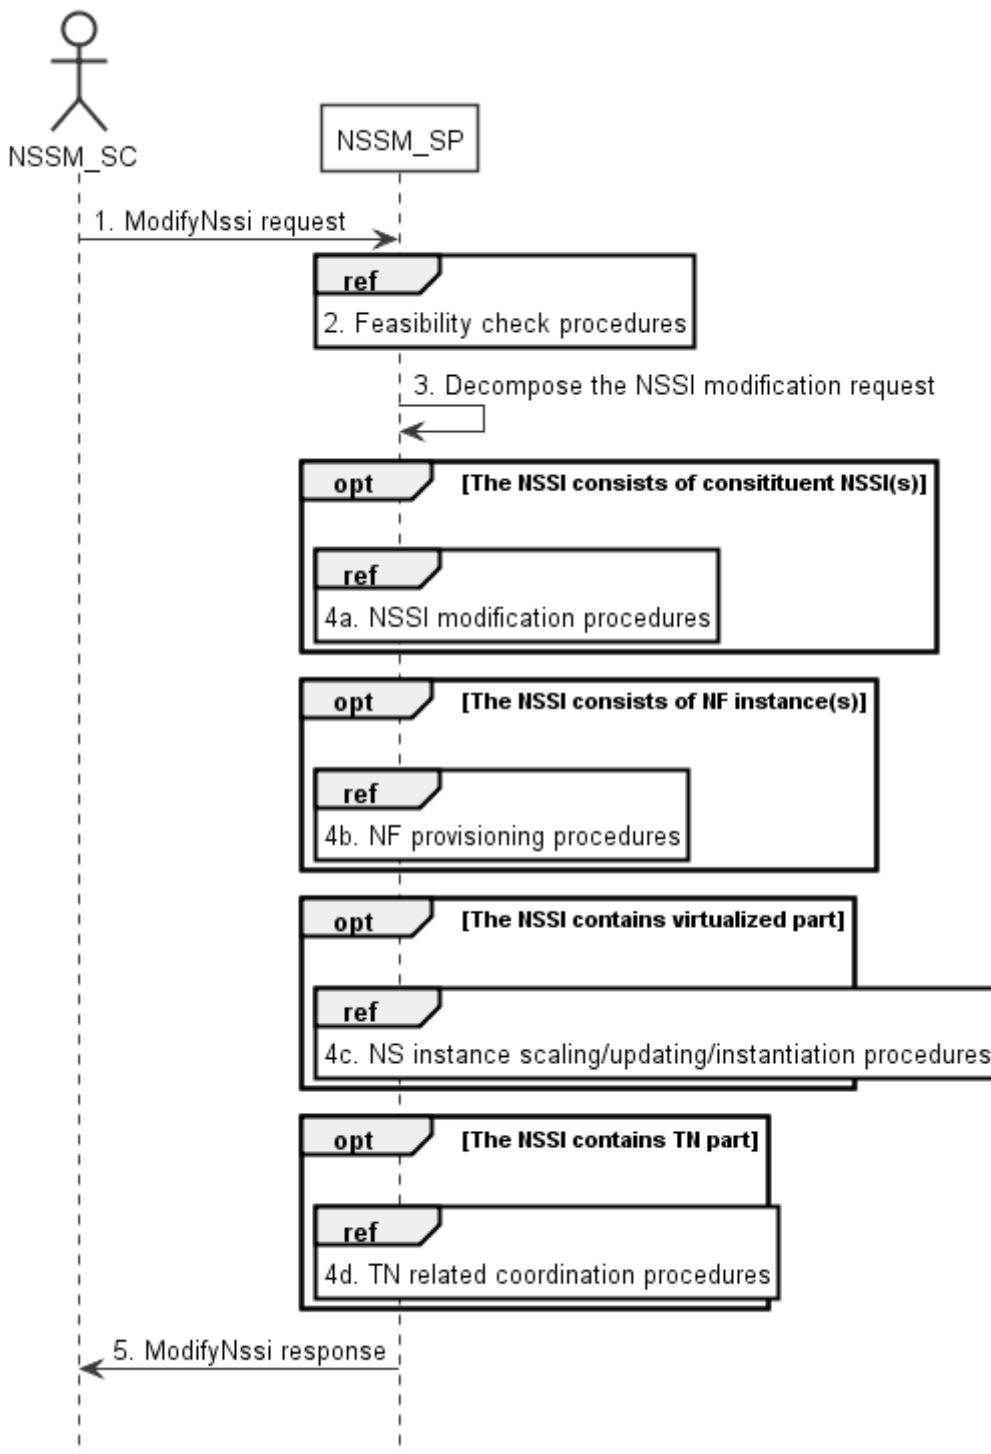 NSSM_SC
NSSM_SP
1. ModifyNssi request
ref
2. Feasibility check procedures
3. Decompose the NSSI modification request
opt [The NSSI consists of consitituent NSSI(s)]
ref
4a. NSSI modification procedures
opt [The NSSI consists of NF instance(s)]
ref
4b. NF provisioning procedures
opt [The NSSI contains virtualized part]
ref
4c. NS instance scaling/updating/instantiation procedures
opt [The NSSI contains TN part]
ref
4d. TN related coordination procedures
5. ModifyNssi response